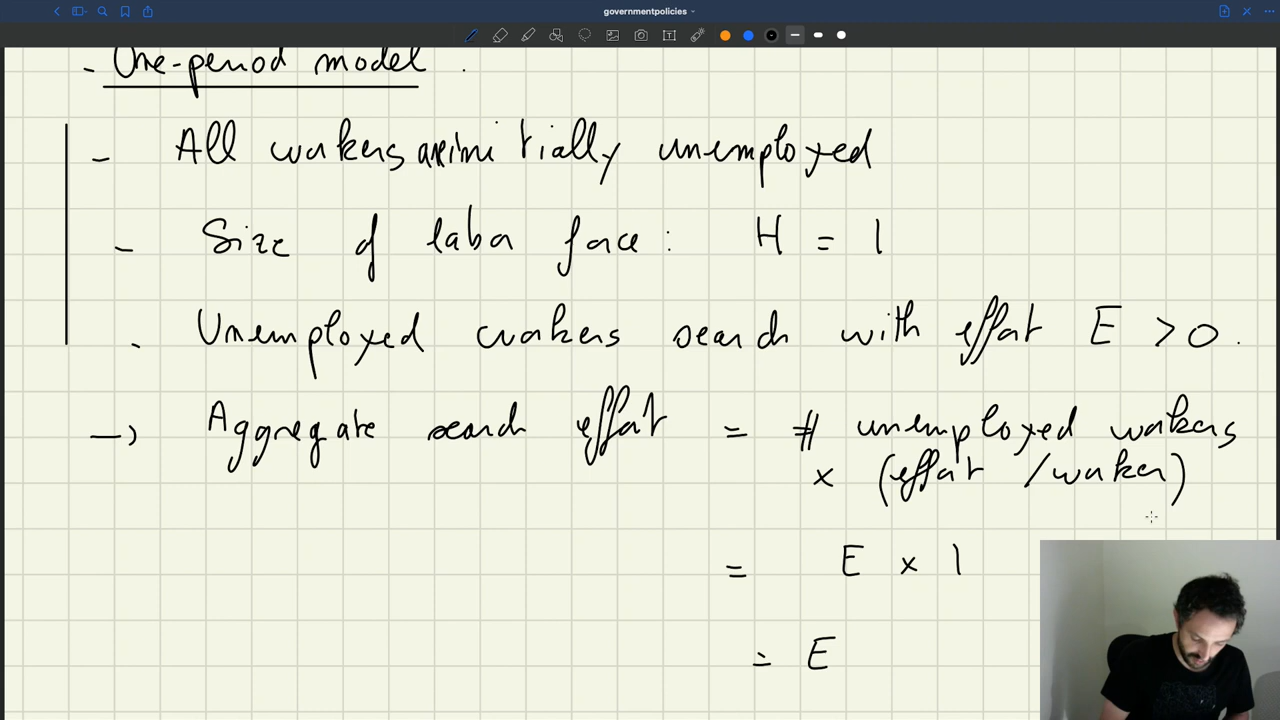 governmentpolicies
- One-period model.
- All workers are initially unemployed
- Size of labor force: H = 1
. Unemployed workers search with effort E > 0.
→ Aggregate search effort = # unemployed workers
× (effort / worker)
= E × 1
= E